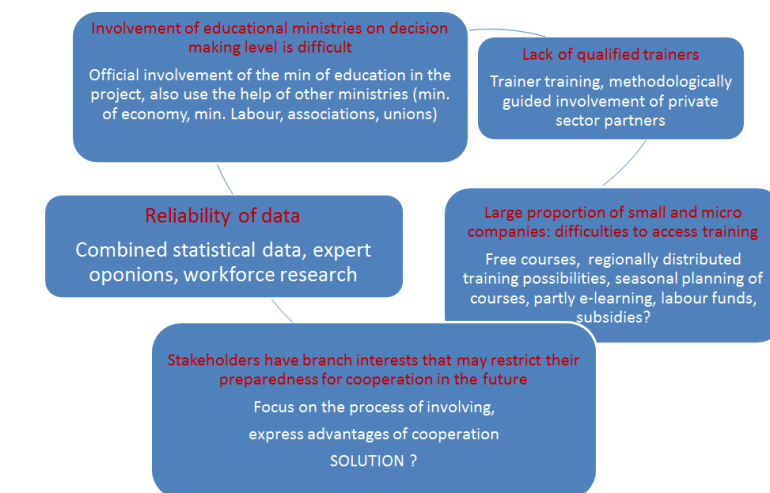 Involvement of educational ministries on decision
making level is difficult
Official involvement of the min of education in the
project, also use the help of other ministries (min.
of economy, min. Labour, associations, unions)
Lack of qualified trainers
Trainer training, methodologically
guided involvement of private
sector partners
Large proportion of small and micro
companies: difficulties to access training
Free courses, regionally distributed
training possibilities, seasonal planning of
courses, partly e-learning, labour funds,
subsidies?
Stakeholders have branch interests that may restrict their
preparedness for cooperation in the future
Focus on the process of involving,
express advantages of cooperation
SOLUTION ?
Reliability of data
Combined statistical data, expert
oponions, workforce research